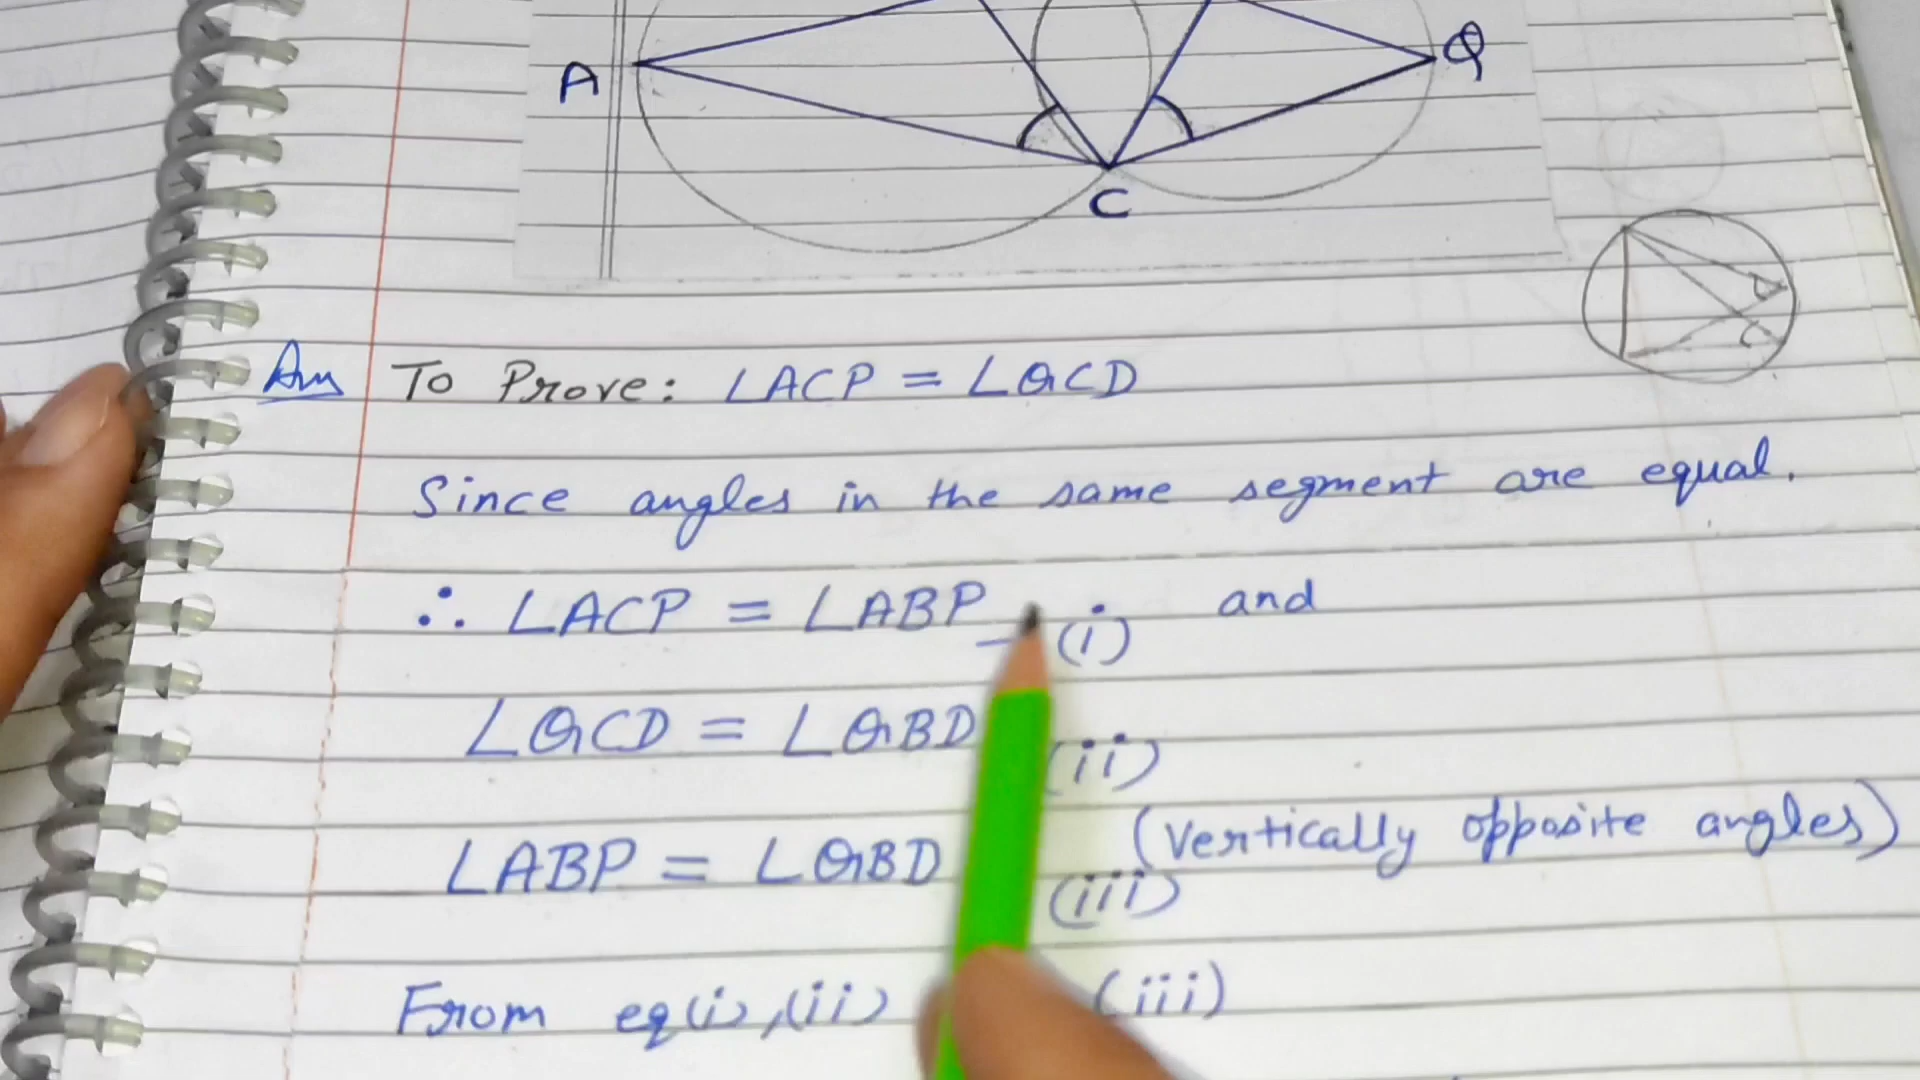 A
Q
C
Ans To Prove: ∠ACP = ∠QCD
Since angles in the same segment are equal.
∴ ∠ACP = ∠ABP – (i) and
∠QCD = ∠QBD (ii)
∠ABP = ∠QBD (iii) (Vertically opposite angles)
From eq(i),(ii) (iii)